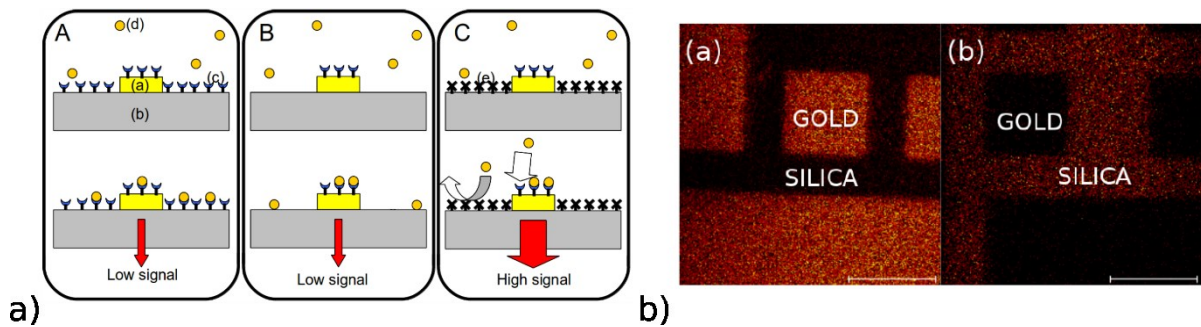 A
(d)
(c)
(a)
(b)
Low signal
B
Low signal
C
(e)
High signal
a)
(a)
GOLD
SILICA
(b)
GOLD
SILICA
b)